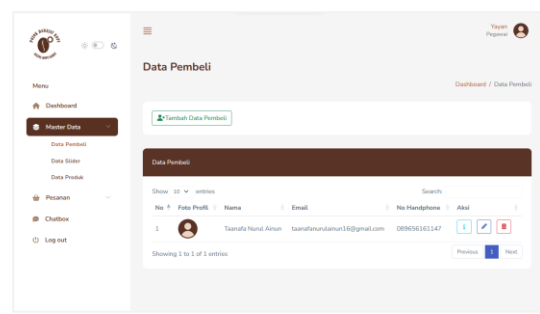 Yayan
Pegawai
Data Pembeli
Menu
Dashboard / Data Pembeli
Dashboard
Tambah Data Pembeli
Master Data
Data Pembeli
Data Slider
Data Produk
Data Pembeli
Show 10 entries
Search:
No Foto Profil Nama Email No Handphone Aksi
Pesanan
1 Taanafa Nurul Ainun taanafanurulainun16@gmail.com 089656161147
Chatbox
Log out
Showing 1 to 1 of 1 entries
Previous 1 Next